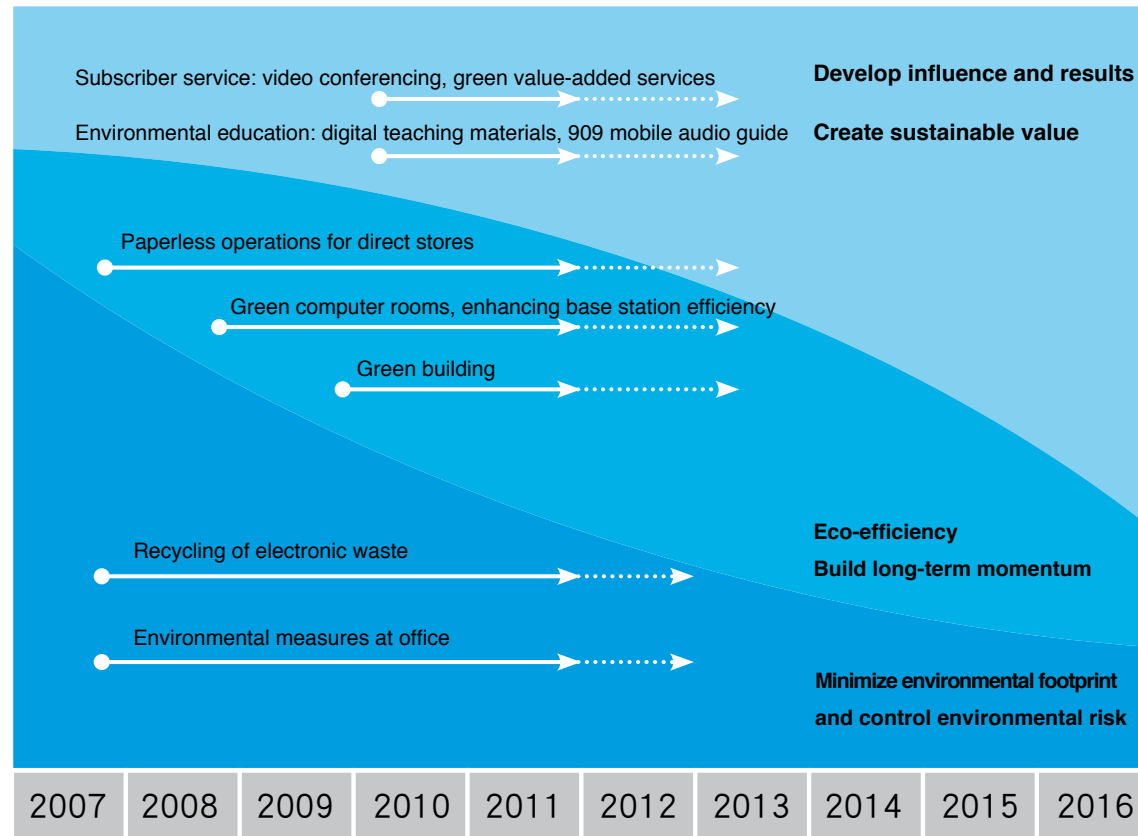 Subscriber service: video conferencing, green value-added services
Develop influence and results
Environmental education: digital teaching materials, 909 mobile audio guide
Create sustainable value
Paperless operations for direct stores
Green computer rooms, enhancing base station efficiency
Green building
Eco-efficiency
Recycling of electronic waste
Build long-term momentum
Environmental measures at office
Minimize environmental footprint
and control environmental risk
2007 2008 2009 2010 2011 2012 2013 2014 2015 2016